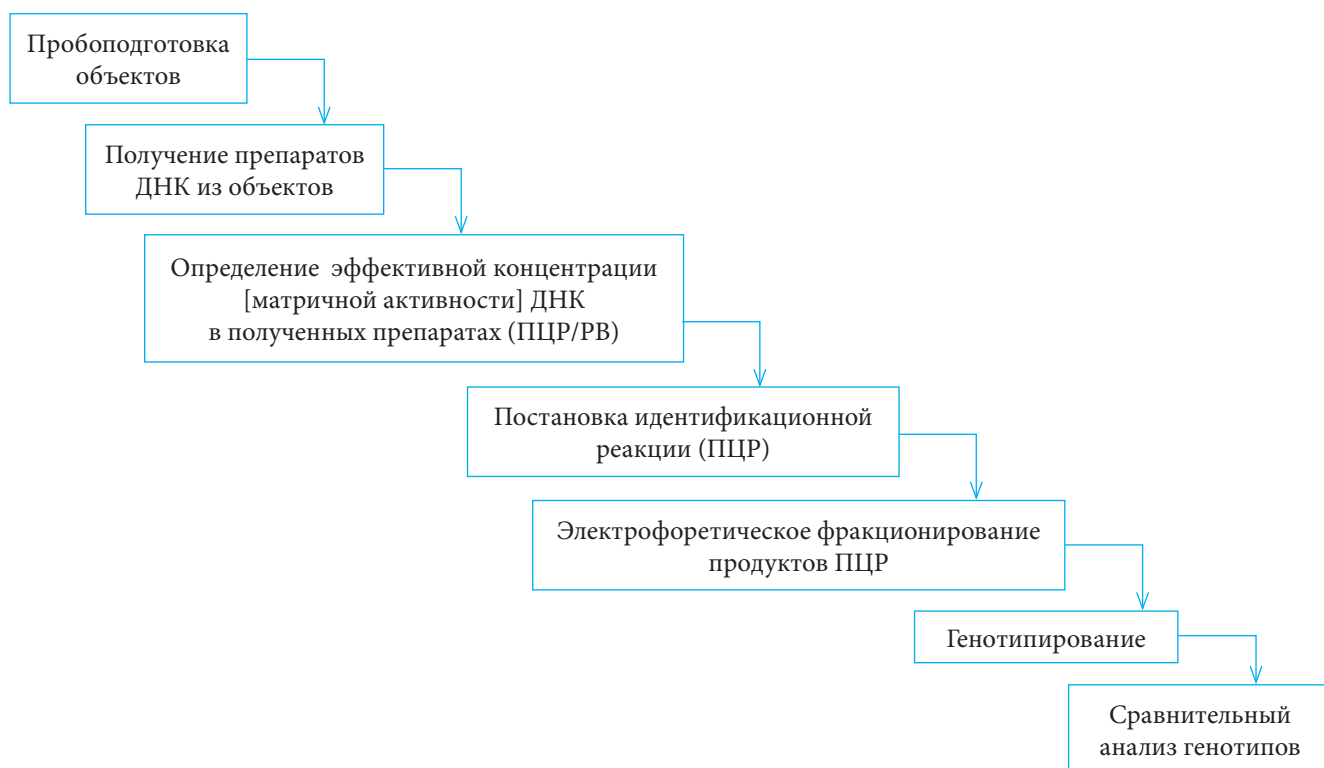 Пробоподготовка
объектов
Получение препаратов
ДНК из объектов
Определение эффективной концентрации
[матричной активности] ДНК
в полученных препаратах (ПЦР/РВ)
Постановка идентификационной
реакции (ПЦР)
Электрофоретическое фракционирование
продуктов ПЦР
Генотипирование
Сравнительный
анализ генотипов